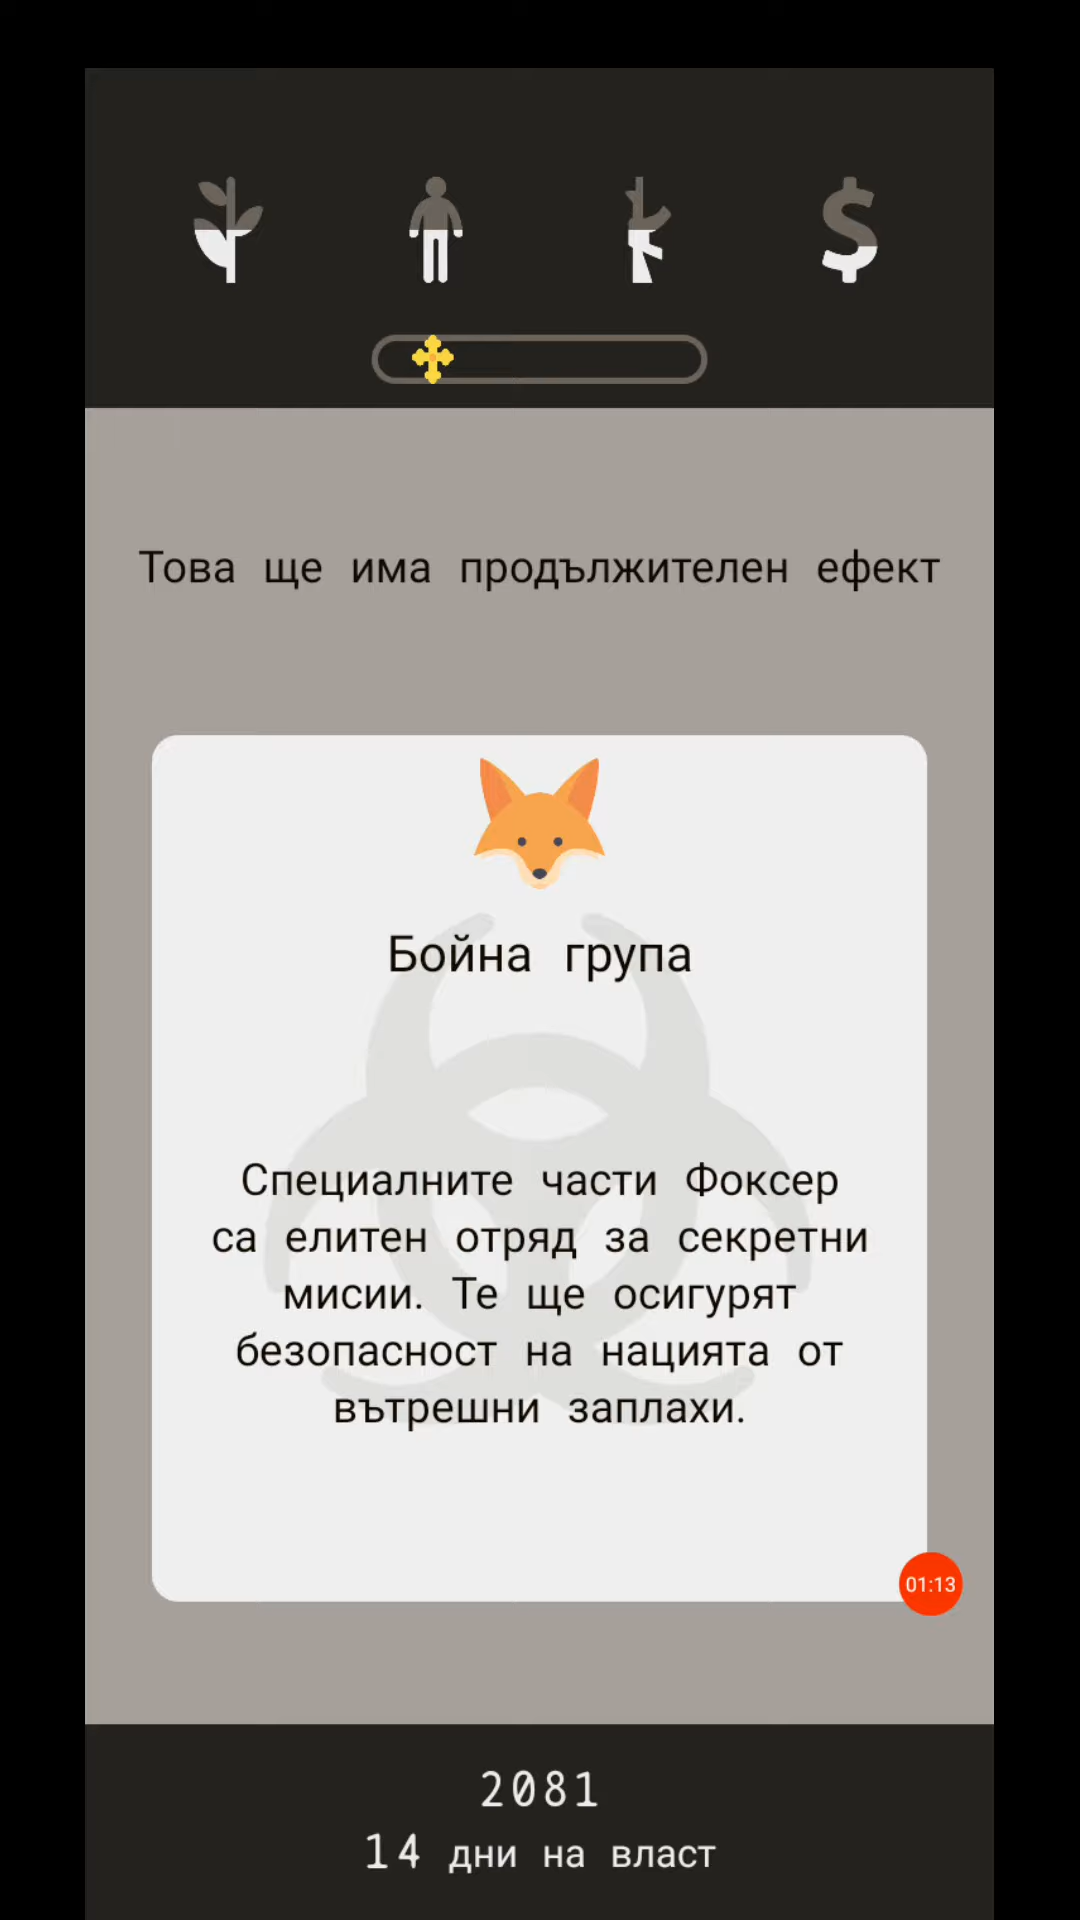 Това ще има продължителен ефект
Бойна група
Специалните части Фоксер
са елитен отряд за секретни
мисии. Те ще осигурят
безопасност на нацията от
вътрешни заплахи.
01:13
2081
14 дни на власт